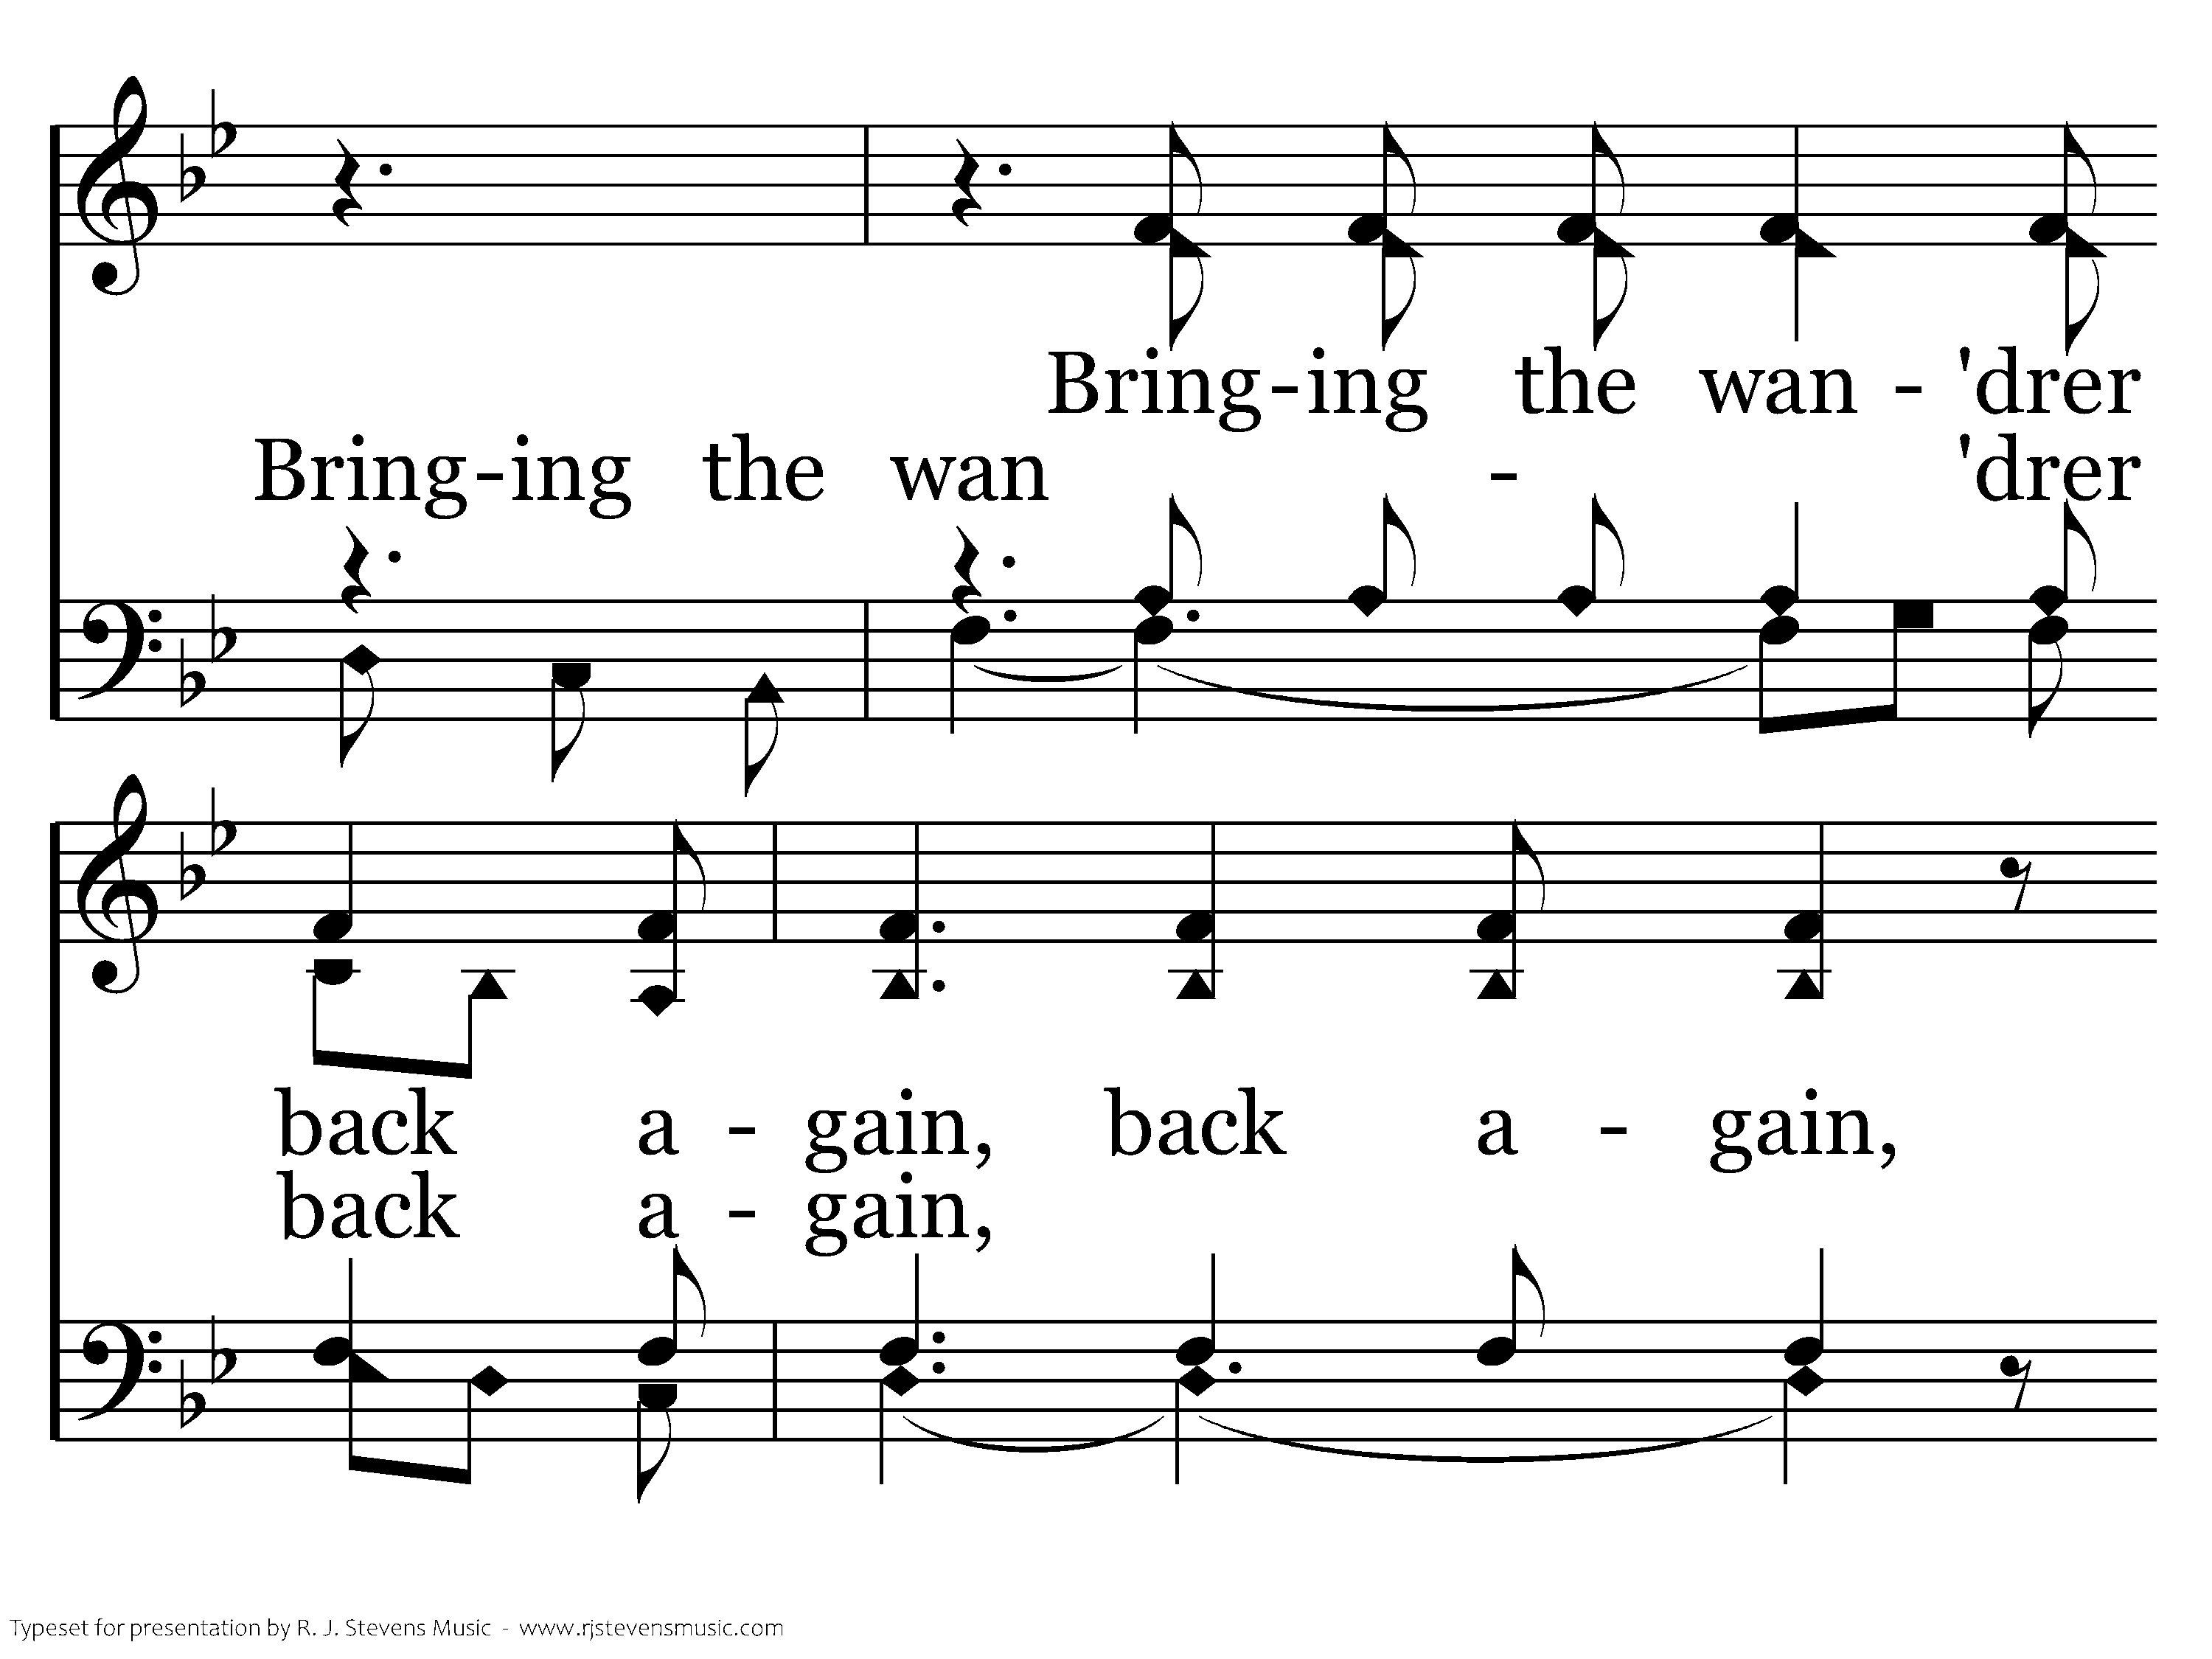 Bring-ing the wan - 'drer
Bring-ing the wan - 'drer
back a - gain, back a - gain,
back a - gain,
Typeset for presentation by R. J. Stevens Music - www.rjstevensmusic.com